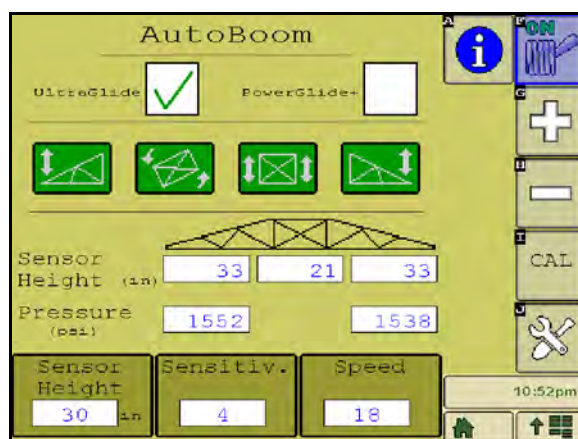 AutoBoom
UltraGlide
PowerGlide+
Sensor
Height (in)
33
21
33
Pressure
(psi)
1552
1538
Sensor
Height
30 in
Sensitiv.
4
Speed
18
A
i
F
ON
G
H
I
CAL
J
10:52pm